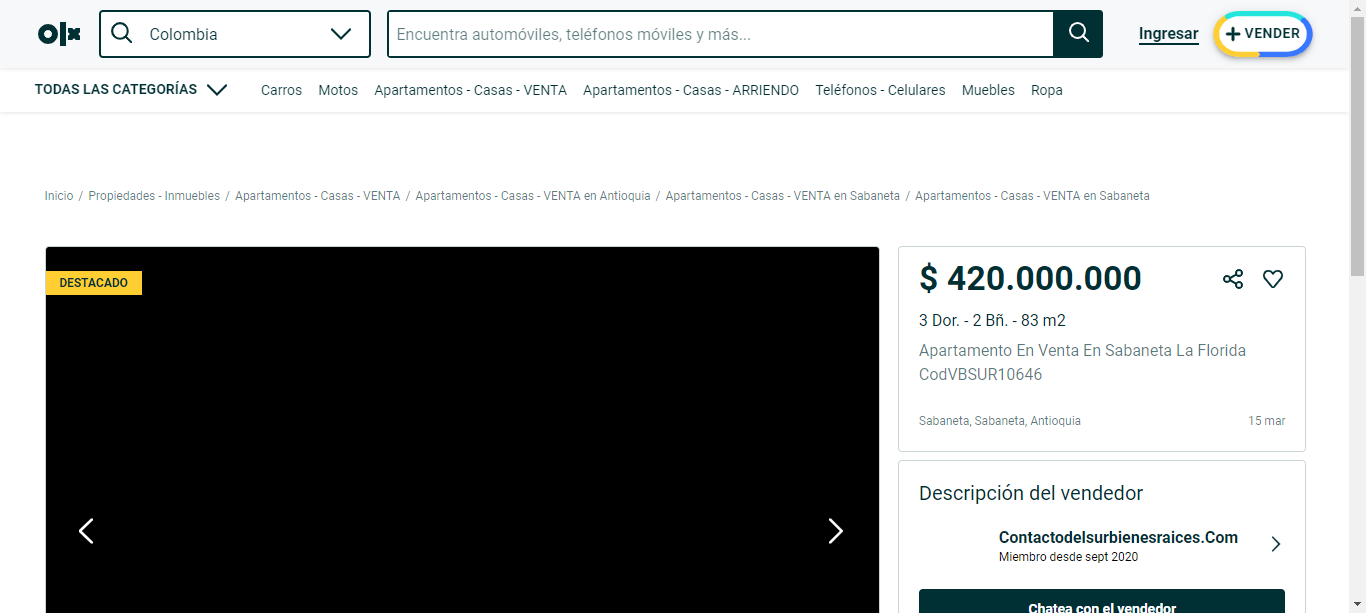 olx
Colombia
Encuentra automóviles, teléfonos móviles y más...
Ingresar
VENDER
TODAS LAS CATEGORÍAS
Carros
Motos
Apartamentos - Casas - VENTA
Apartamentos - Casas - ARRIENDO
Teléfonos - Celulares
Muebles
Ropa
Inicio / Propiedades - Inmuebles / Apartamentos - Casas - VENTA / Apartamentos - Casas - VENTA en Antioquia / Apartamentos - Casas - VENTA en Sabaneta / Apartamentos - Casas - VENTA en Sabaneta
DESTACADO
$ 420.000.000
3 Dor. - 2 Bñ. - 83 m2
Apartamento En Venta En Sabaneta La Florida
CodVBSUR10646
Sabaneta, Sabaneta, Antioquia
15 mar
Descripción del vendedor
Contactodelsurbienesraices.Com
Miembro desde sept 2020
Chatea con el vendedor